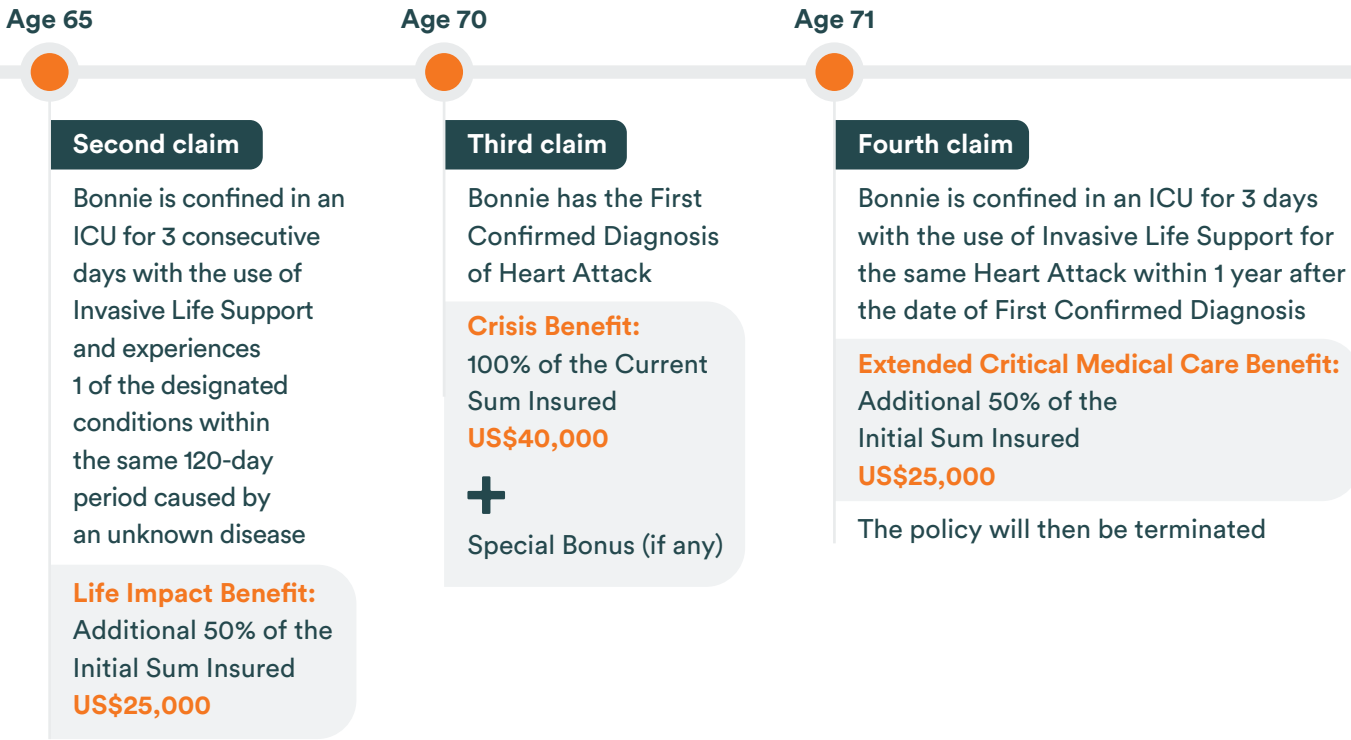 Age 65
Second claim
Bonnie is confined in an
ICU for 3 consecutive
days with the use of
Invasive Life Support
and experiences
1 of the designated
conditions within
the same 120-day
period caused by
an unknown disease
Life Impact Benefit:
Additional 50% of the
Initial Sum Insured
US$25,000
Age 70
Third claim
Bonnie has the First
Confirmed Diagnosis
of Heart Attack
Crisis Benefit:
100% of the Current
Sum Insured
US$40,000
+
Special Bonus (if any)
Age 71
Fourth claim
Bonnie is confined in an ICU for 3 days
with the use of Invasive Life Support for
the same Heart Attack within 1 year after
the date of First Confirmed Diagnosis
Extended Critical Medical Care Benefit:
Additional 50% of the
Initial Sum Insured
US$25,000
The policy will then be terminated